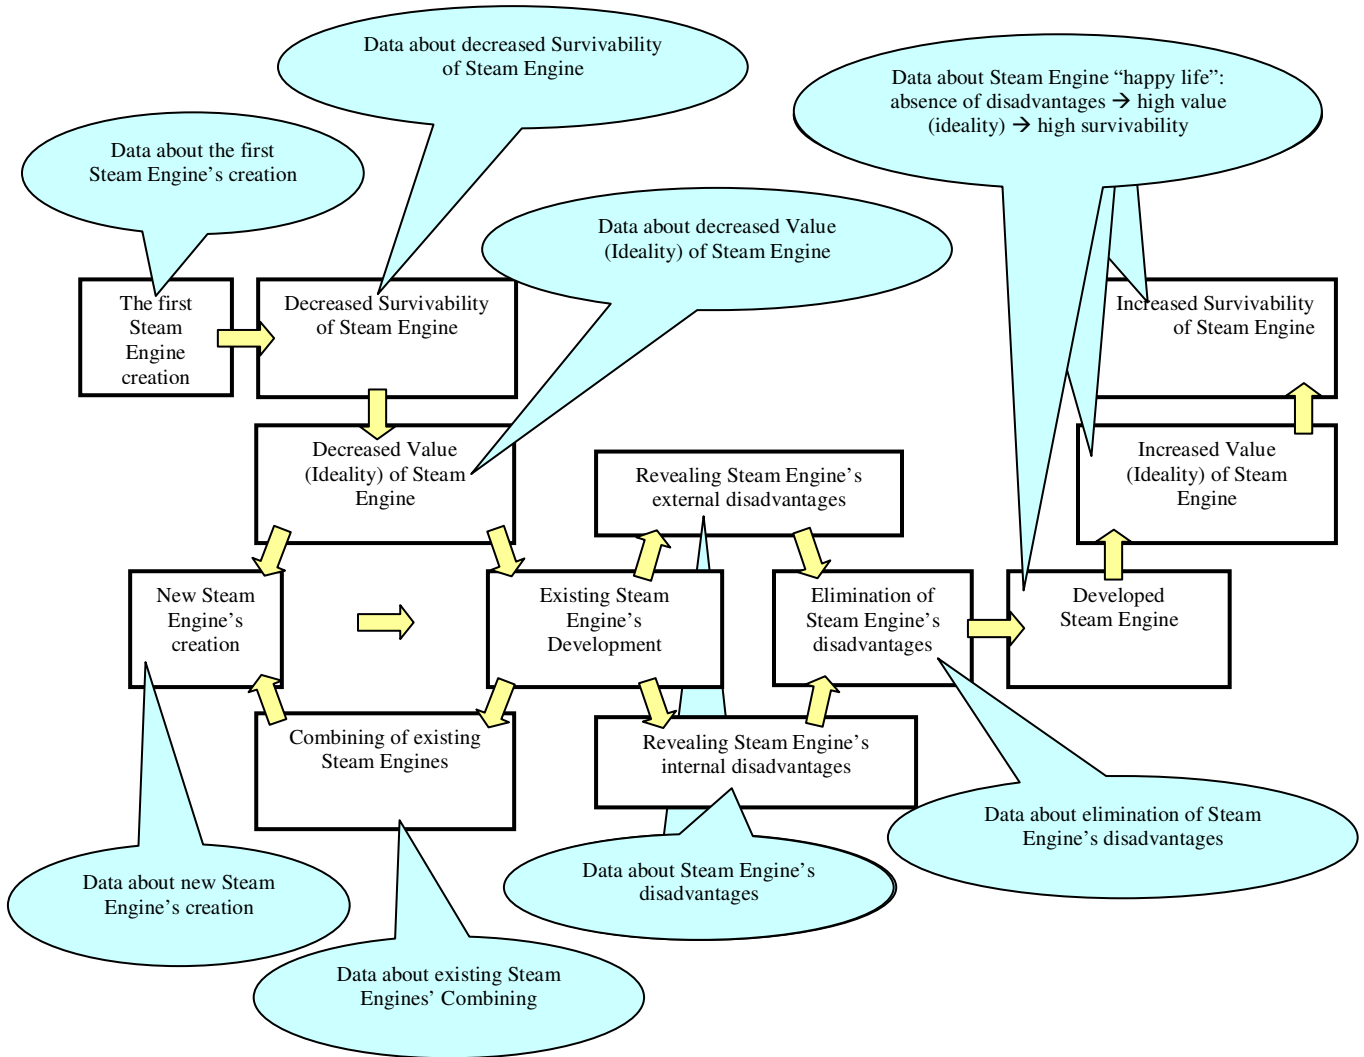 Data about decreased Survivability
of Steam Engine
Data about Steam Engine “happy life”:
absence of disadvantages → high value
(ideality) → high survivability
Data about the first
Steam Engine’s creation
Data about decreased Value
(Ideality) of Steam Engine
The first
Steam
Engine
creation
Decreased Survivability
of Steam Engine
Increased Survivability
of Steam Engine
Decreased Value
(Ideality) of Steam
Engine
Revealing Steam Engine’s
external disadvantages
Increased Value
(Ideality) of Steam
Engine
New Steam
Engine’s
creation
Existing Steam
Engine’s
Development
Elimination of
Steam Engine’s
disadvantages
Developed
Steam Engine
Combining of existing
Steam Engines
Revealing Steam Engine’s
internal disadvantages
Data about elimination of Steam
Engine’s disadvantages
Data about new Steam
Engine’s creation
Data about Steam Engine’s
disadvantages
Data about existing Steam
Engines’ Combining